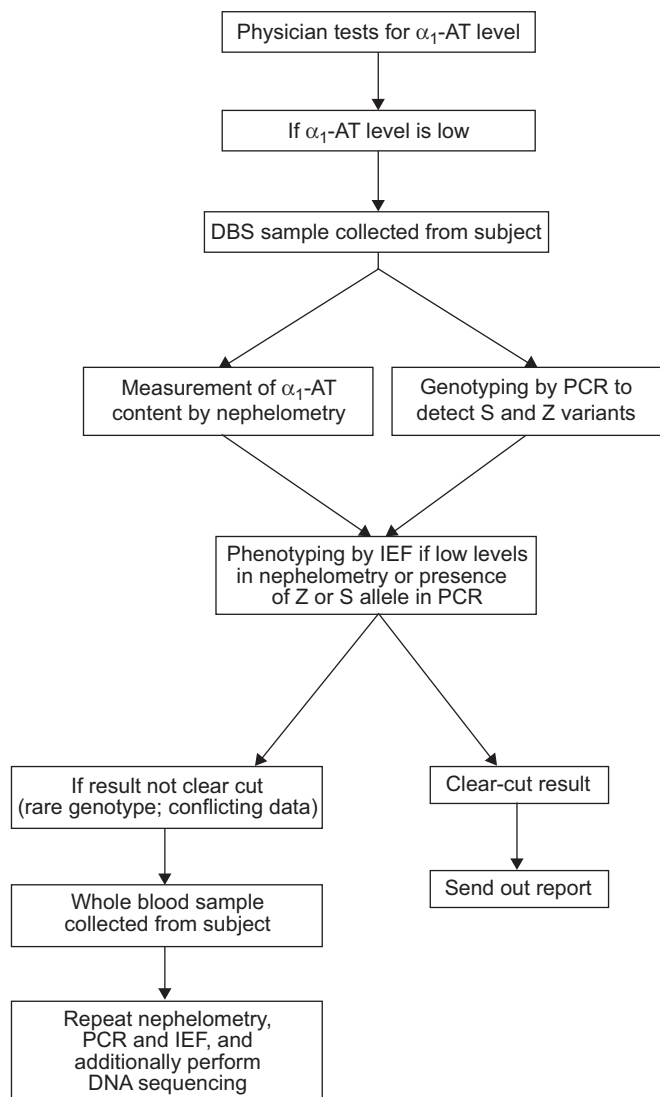 Physician tests for α₁-AT level
If α₁-AT level is low
DBS sample collected from subject
Measurement of α₁-AT
content by nephelometry
Genotyping by PCR to
detect S and Z variants
Phenotyping by IEF if low levels
in nephelometry or presence
of Z or S allele in PCR
If result not clear cut
(rare genotype; conflicting data)
Clear-cut result
Whole blood sample
collected from subject
Send out report
Repeat nephelometry,
PCR and IEF, and
additionally perform
DNA sequencing